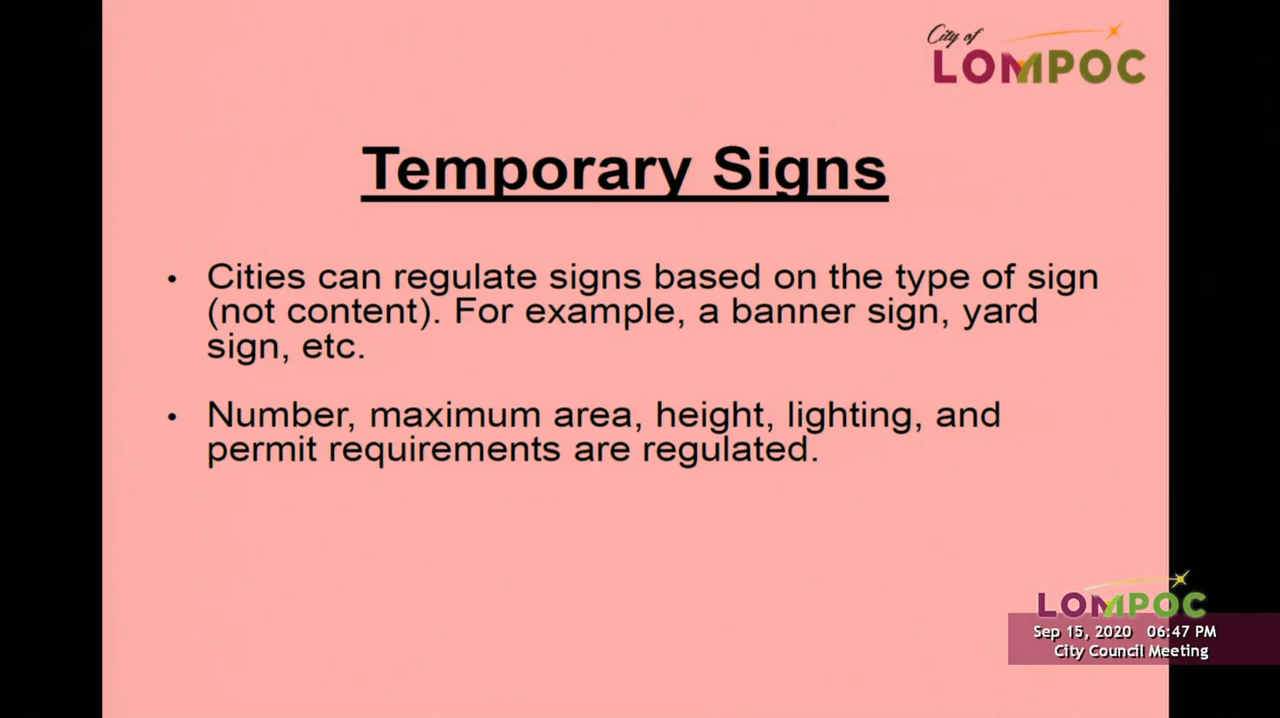 City of
LOMPOC
Temporary Signs
• Cities can regulate signs based on the type of sign
(not content). For example, a banner sign, yard
sign, etc.
• Number, maximum area, height, lighting, and
permit requirements are regulated.
LOMPOC
Sep 15, 2020 06:47 PM
City Council Meeting